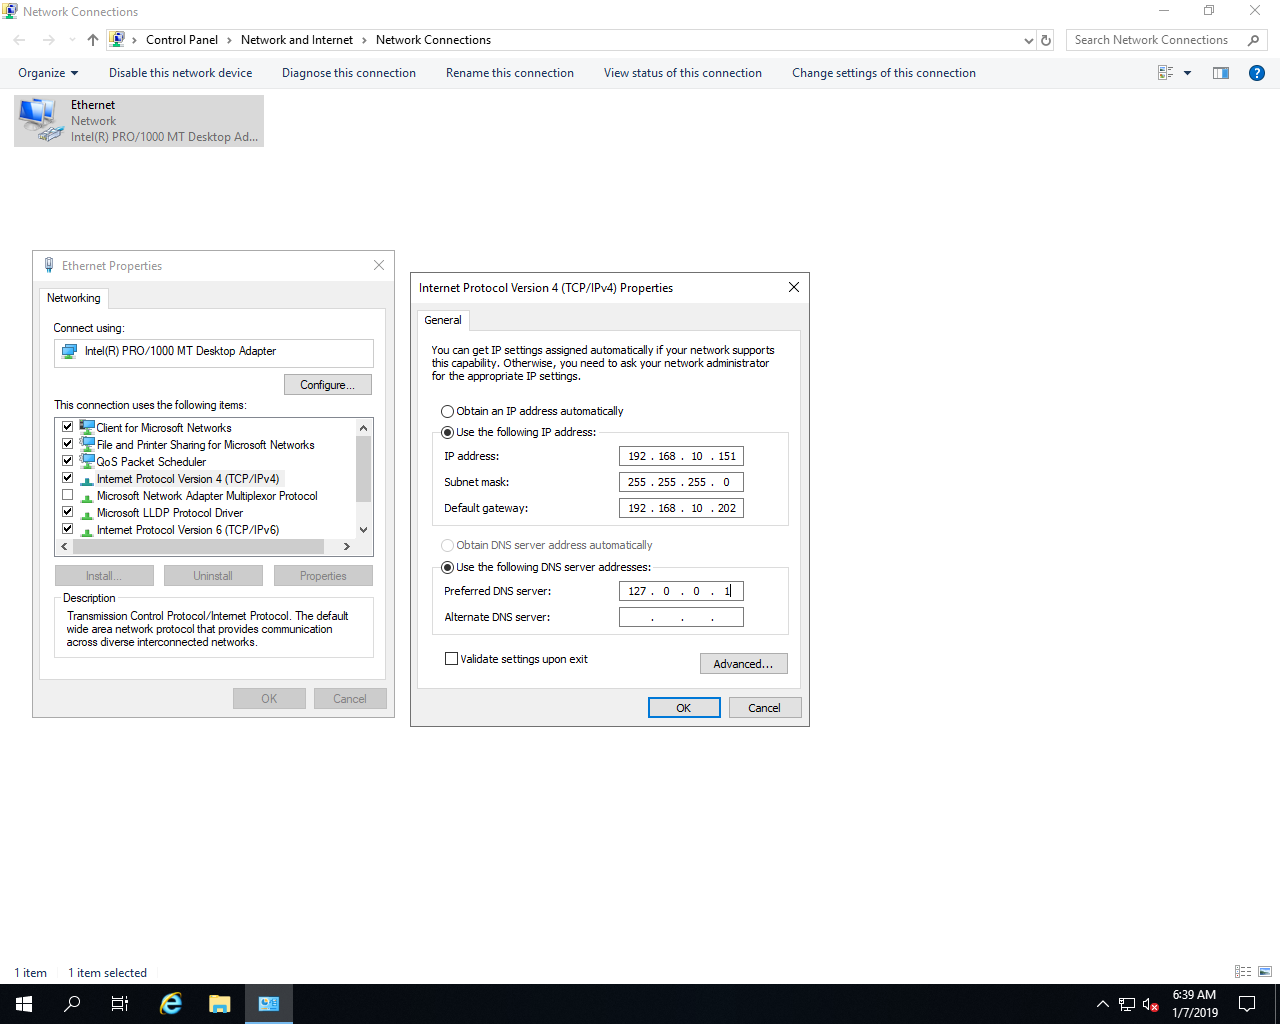 Network Connections
Control Panel > Network and Internet > Network Connections
Search Network Connections
Organize
Disable this network device
Diagnose this connection
Rename this connection
View status of this connection
Change settings of this connection
Ethernet
Network
Intel(R) PRO/1000 MT Desktop Ad...
Ethernet Properties
Networking
Connect using:
Intel(R) PRO/1000 MT Desktop Adapter
Configure...
This connection uses the following items:
Client for Microsoft Networks
File and Printer Sharing for Microsoft Networks
QoS Packet Scheduler
Internet Protocol Version 4 (TCP/IPv4)
Microsoft Network Adapter Multiplexor Protocol
Microsoft LLDP Protocol Driver
Internet Protocol Version 6 (TCP/IPv6)
Install...
Uninstall
Properties
Description
Transmission Control Protocol/Internet Protocol. The default
wide area network protocol that provides communication
across diverse interconnected networks.
OK
Cancel
Internet Protocol Version 4 (TCP/IPv4) Properties
General
You can get IP settings assigned automatically if your network supports
this capability. Otherwise, you need to ask your network administrator
for the appropriate IP settings.
Obtain an IP address automatically
Use the following IP address:
IP address:
192 . 168 . 10 . 151
Subnet mask:
255 . 255 . 255 . 0
Default gateway:
192 . 168 . 10 . 202
Obtain DNS server address automatically
Use the following DNS server addresses:
Preferred DNS server:
127 . 0 . 0 . 1
Alternate DNS server:
. . .
Validate settings upon exit
Advanced...
OK
Cancel
1 item
1 item selected
6:39 AM
1/7/2019